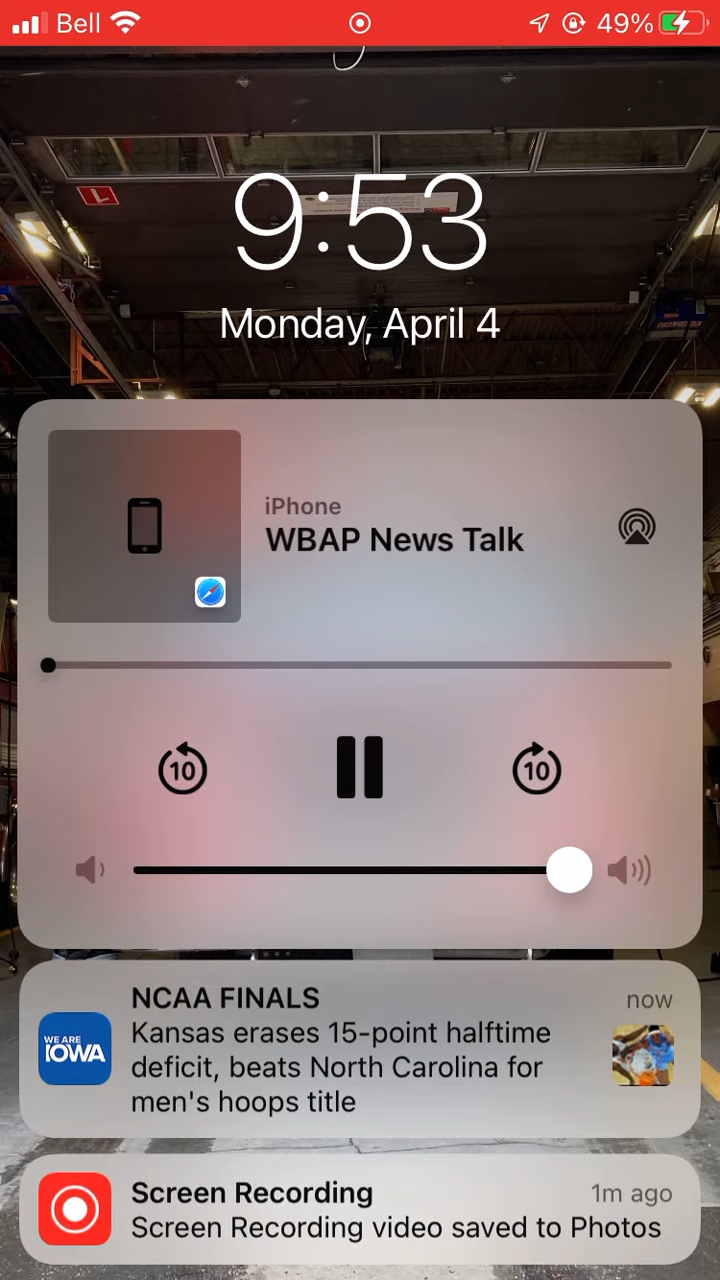 Bell
49%
9:53
Monday, April 4
iPhone
WBAP News Talk
10
10
NCAA FINALS
now
WE ARE
IOWA
Kansas erases 15-point halftime
deficit, beats North Carolina for
men's hoops title
Screen Recording
1m ago
Screen Recording video saved to Photos